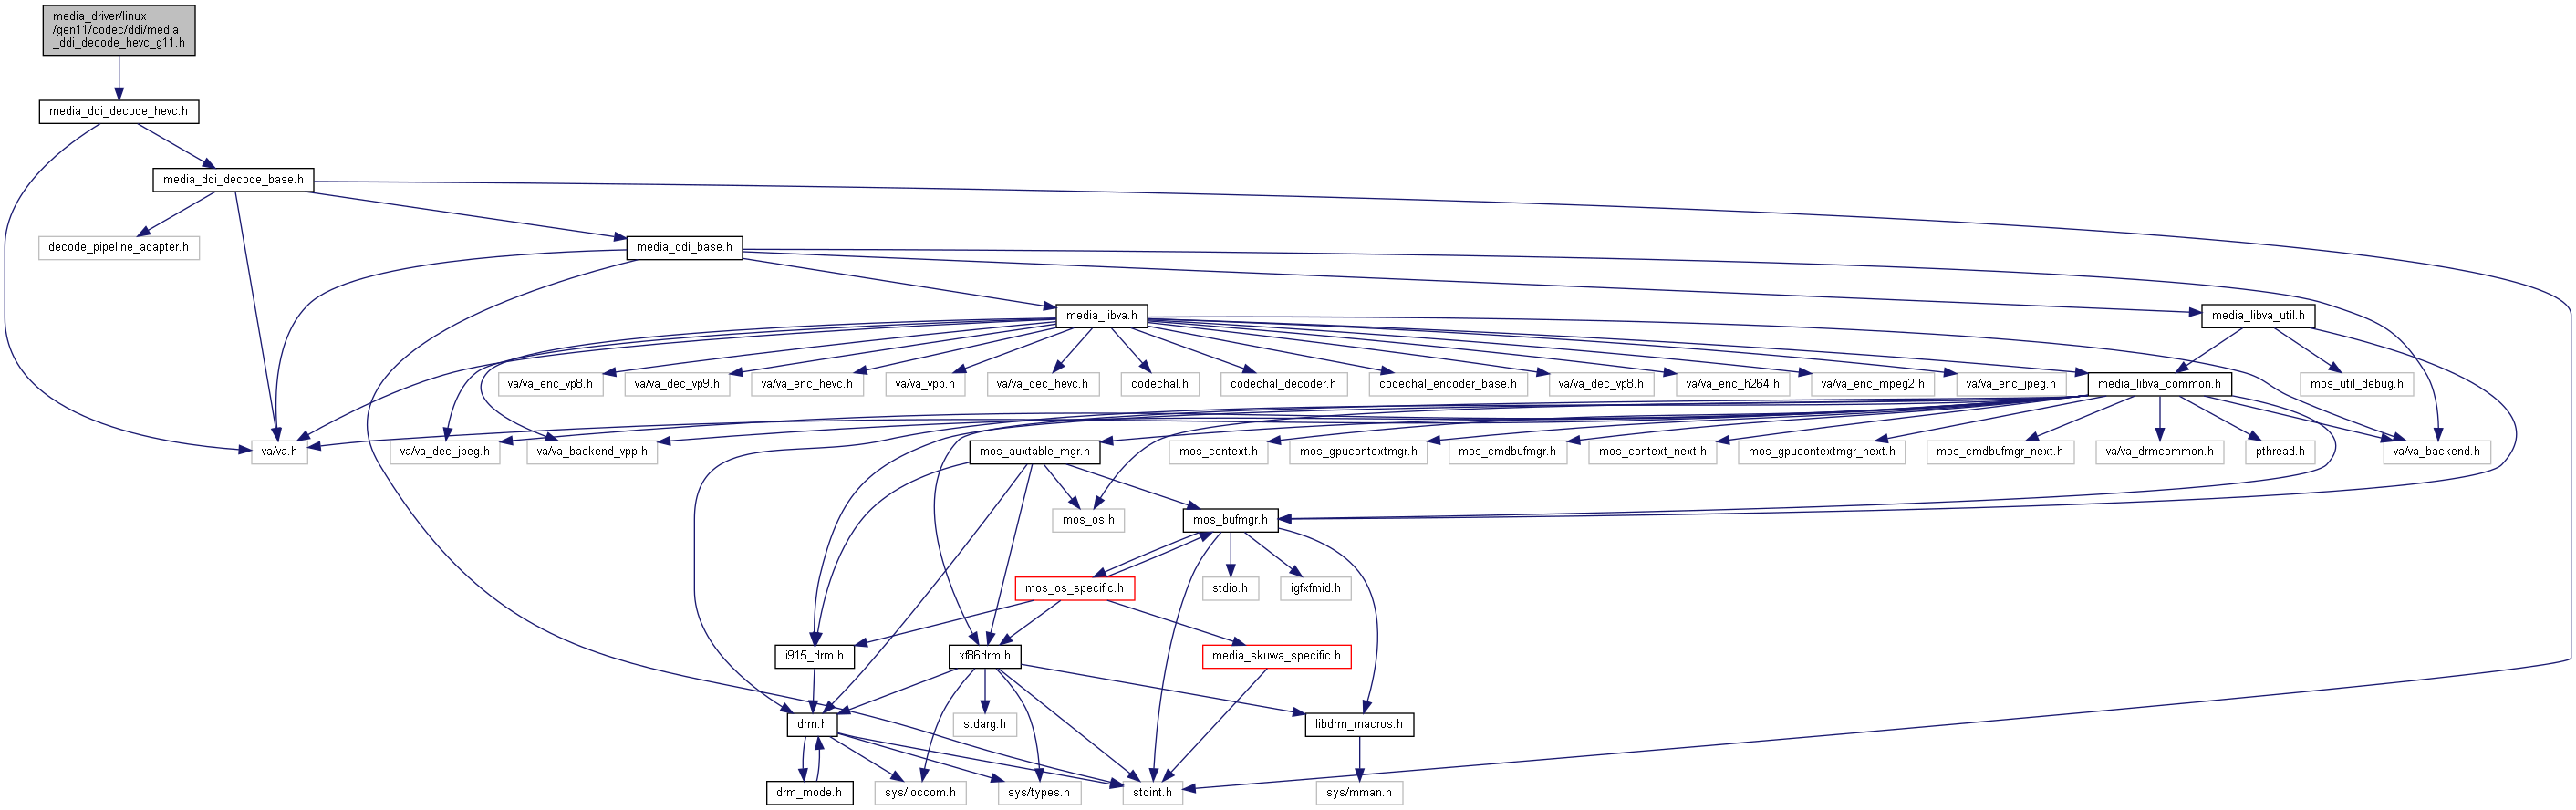 media_driver/linux
/gen11/codec/ddi/media
_ddi_decode_hevc_g11.h
media_ddi_decode_hevc.h
media_ddi_decode_base.h
decode_pipeline_adapter.h
media_ddi_base.h
media_libva.h
media_libva_util.h
va/va_enc_vp8.h
va/va_dec_vp9.h
va/va_enc_hevc.h
va/va_vpp.h
va/va_dec_hevc.h
codechal.h
codechal_decoder.h
codechal_encoder_base.h
va/va_dec_vp8.h
va/va_enc_h264.h
va/va_enc_mpeg2.h
va/va_enc_jpeg.h
media_libva_common.h
mos_util_debug.h
va/va.h
va/va_dec_jpeg.h
va/va_backend_vpp.h
mos_auxtable_mgr.h
mos_context.h
mos_gpucontextmgr.h
mos_cmdbufmgr.h
mos_context_next.h
mos_gpucontextmgr_next.h
mos_cmdbufmgr_next.h
va/va_drmcommon.h
pthread.h
va/va_backend.h
mos_os.h
mos_bufmgr.h
mos_os_specific.h
stdio.h
igfxfmid.h
i915_drm.h
xf86drm.h
media_skuwa_specific.h
drm.h
stdarg.h
libdrm_macros.h
drm_mode.h
sys/ioccom.h
sys/types.h
stdint.h
sys/mman.h